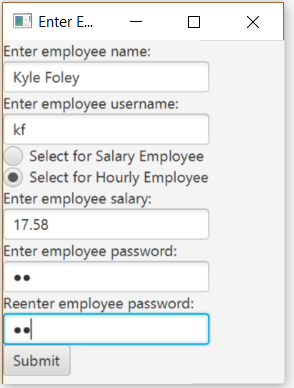 Enter E...
Enter employee name:
Kyle Foley
Enter employee username:
kf
Select for Salary Employee
Select for Hourly Employee
Enter employee salary:
17.58
Enter employee password:
●●
Reenter employee password:
●●
Submit